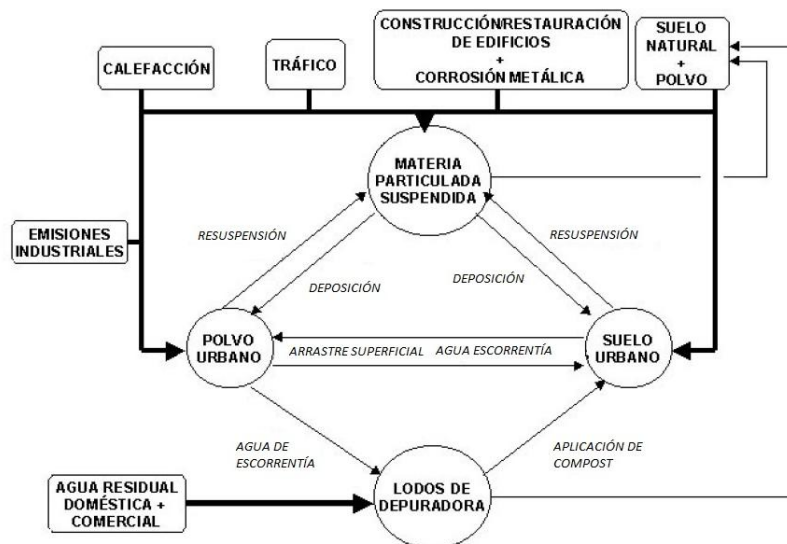 CALEFACCIÓN
TRÁFICO
CONSTRUCCIÓN/RESTAURACIÓN
DE EDIFICIOS
+
CORROSIÓN METÁLICA
SUELO
NATURAL
+
POLVO
MATERIA
PARTICULADA
SUSPENDIDA
EMISIONES
INDUSTRIALES
RESUSPENSIÓN
RESUSPENSIÓN
DEPOSICIÓN
DEPOSICIÓN
POLVO
URBANO
ARRASTRE SUPERFICIAL
AGUA ESCORRENTÍA
SUELO
URBANO
AGUA DE
ESCORRENTÍA
APLICACIÓN DE
COMPOST
AGUA RESIDUAL
DOMÉSTICA +
COMERCIAL
LODOS DE
DEPURADORA